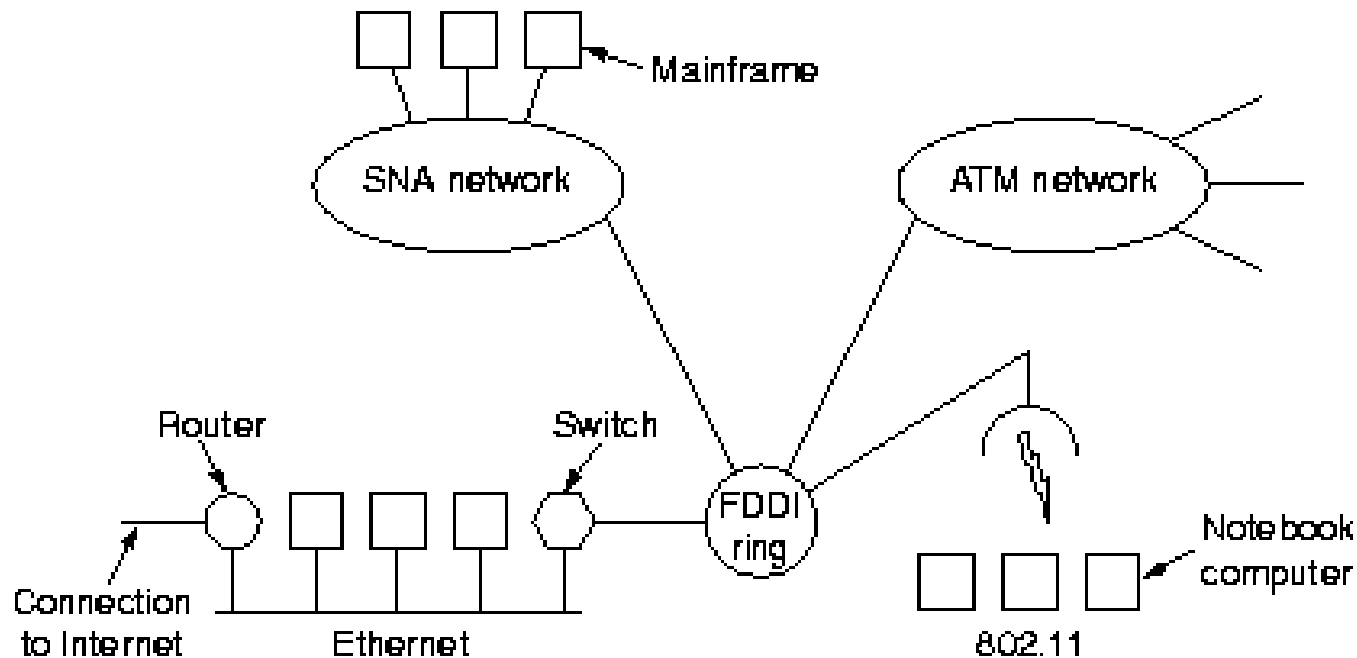 Mainframe
SNA network
ATM network
Router
Switch
FDDI
ring
Notebook
computer
Connection
to Internet
Ethernet
802.11